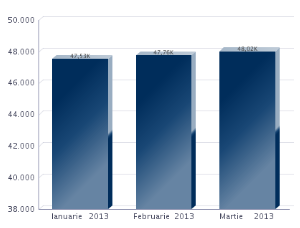 50.000
48.000
46.000
44.000
42.000
40.000
38.000
47,53K
47,76K
48,02K
Ianuarie 2013
Februarie 2013
Martie 2013